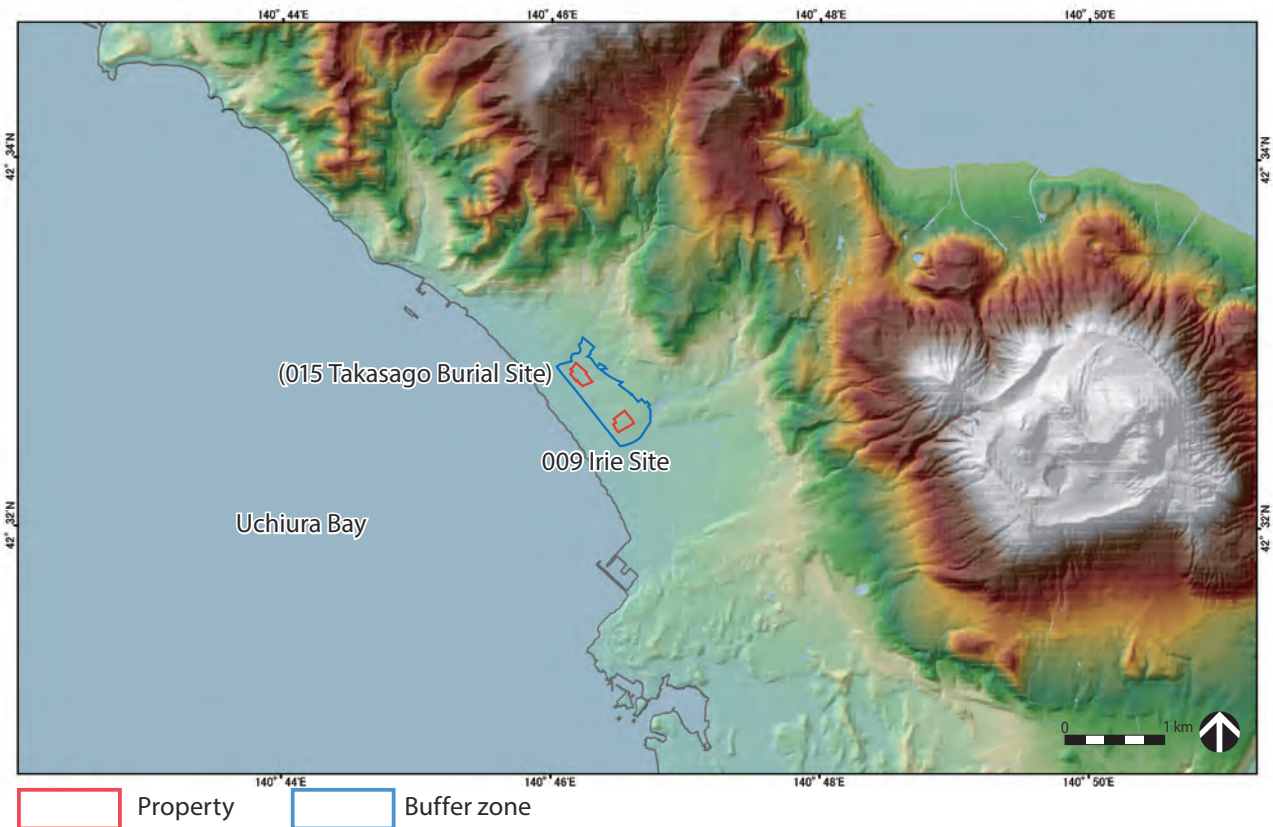 140° 44'E 140° 46'E 140° 48'E 140° 50'E
42° 34'N 42° 34'N
(015 Takasago Burial Site)
009 Irie Site
Uchiura Bay
42° 32'N 42° 32'N
0 1 km
140° 44'E 140° 46'E 140° 48'E 140° 50'E
Property Buffer zone